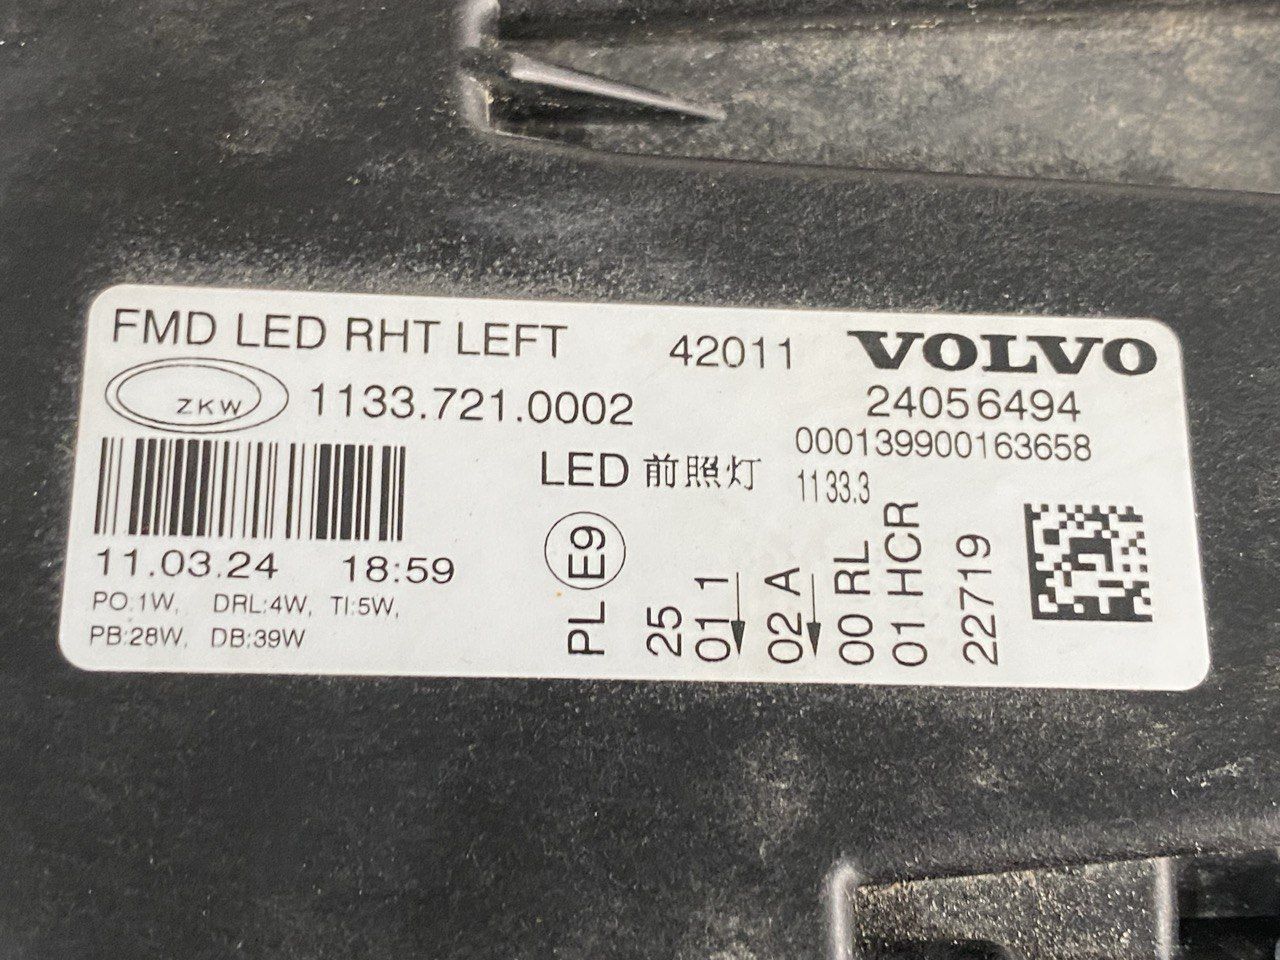 FMD LED RHT LEFT
42011
VOLVO
ZKW
1133.721.0002
24056494
000139900163658
LED 前照灯
1133.3
11.03.24 18:59
PO:1W, DRL:4W, TI:5W,
PB:28W, DB:39W
PL E9
25
01 1
02 A
00 RL
01 HCR
22719